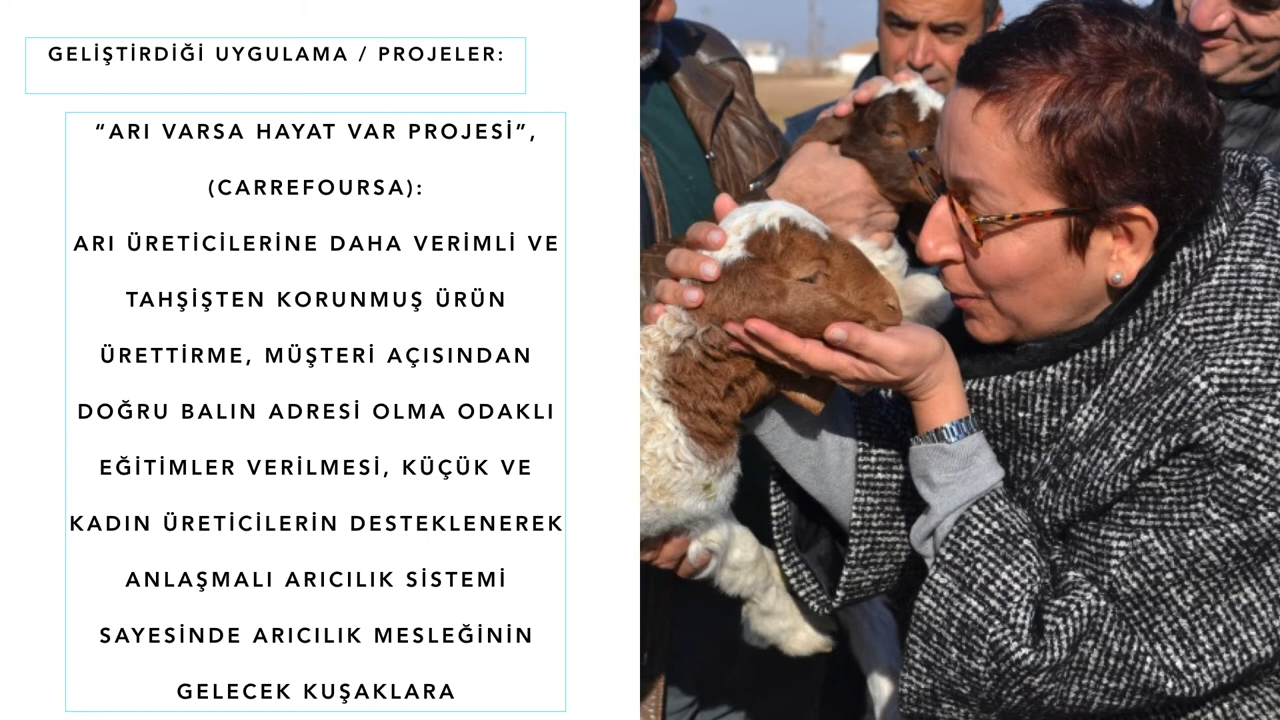 GELİŞTİRDİĞİ UYGULAMA / PROJELER:
“ARI VARSA HAYAT VAR PROJESİ”,
(CARREFOURSA):
ARI ÜRETİCİLERİNE DAHA VERİMLİ VE
TAHŞİŞTEN KORUNMUŞ ÜRÜN
ÜRETTİRME, MÜŞTERİ AÇISINDAN
DOĞRU BALIN ADRESİ OLMA ODAKLI
EĞİTİMLER VERİLMESİ, KÜÇÜK VE
KADIN ÜRETİCİLERİN DESTEKLENEREK
ANLAŞMALI ARICILIK SİSTEMİ
SAYESİNDE ARICILIK MESLEĞİNİN
GELECEK KUŞAKLARA